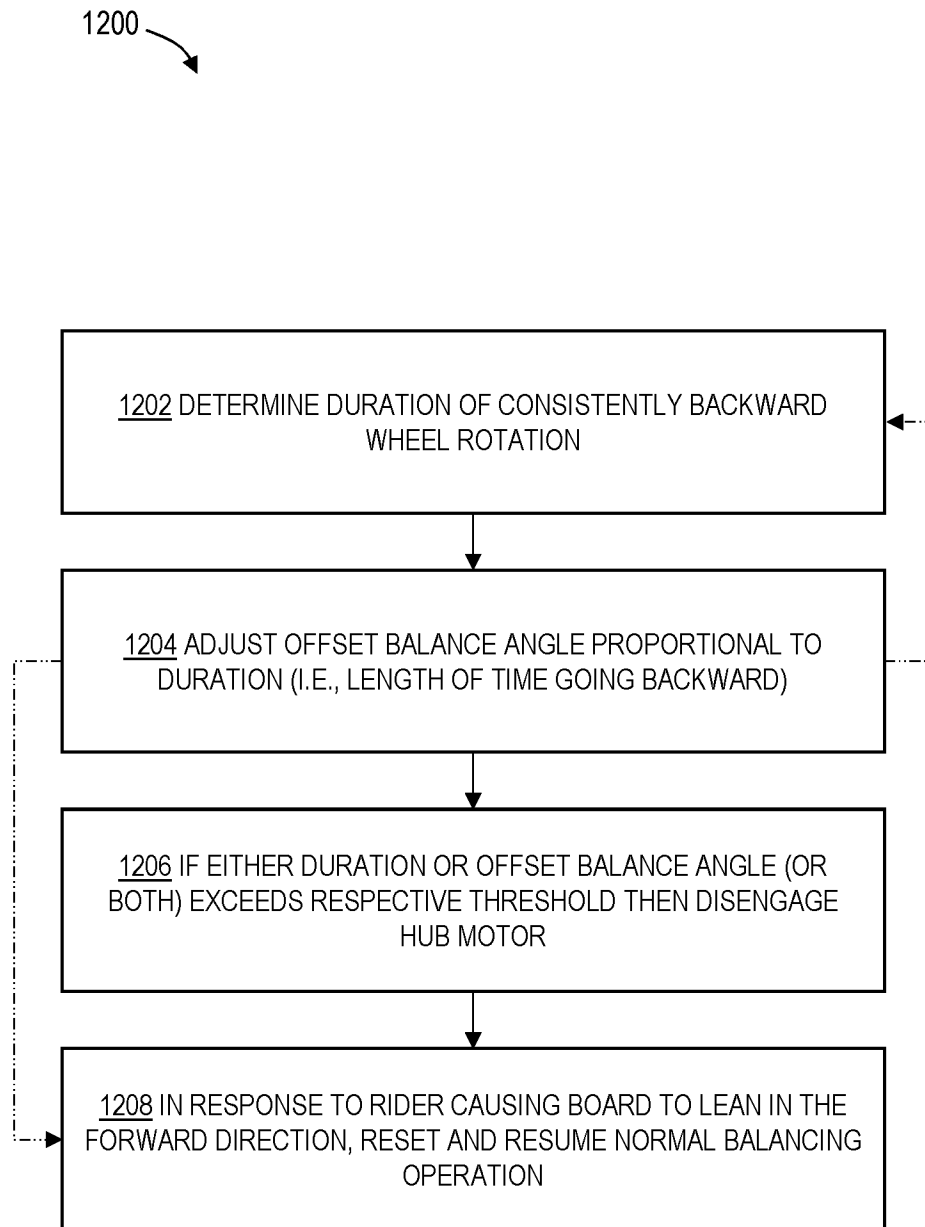 1200
1202 DETERMINE DURATION OF CONSISTENTLY BACKWARD
WHEEL ROTATION
1204 ADJUST OFFSET BALANCE ANGLE PROPORTIONAL TO
DURATION (I.E., LENGTH OF TIME GOING BACKWARD)
1206 IF EITHER DURATION OR OFFSET BALANCE ANGLE (OR
BOTH) EXCEEDS RESPECTIVE THRESHOLD THEN DISENGAGE
HUB MOTOR
1208 IN RESPONSE TO RIDER CAUSING BOARD TO LEAN IN THE
FORWARD DIRECTION, RESET AND RESUME NORMAL BALANCING
OPERATION